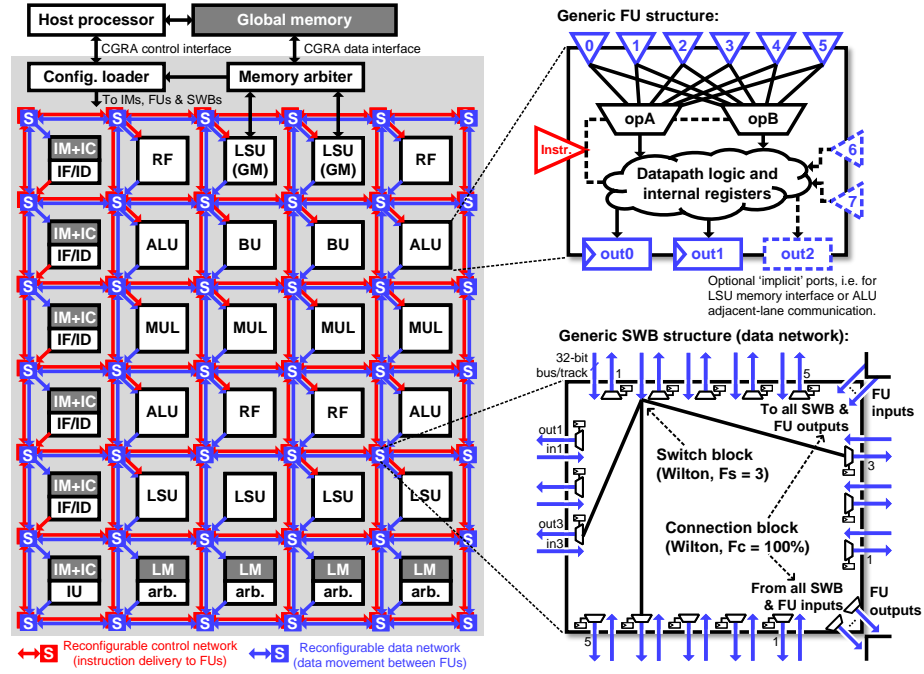 Host processor
Global memory
CGRA control interface
CGRA data interface
Config. loader
Memory arbiter
To IMs, FUs & SWBs
S S S S S S
IM+IC
IF/ID
RF
LSU
(GM)
LSU
(GM)
RF
S S S S S S
IM+IC
IF/ID
ALU
BU
BU
ALU
S S S S S S
IM+IC
IF/ID
MUL
MUL
MUL
MUL
S S S S S S
IM+IC
IF/ID
ALU
RF
RF
ALU
S S S S S S
IM+IC
IF/ID
LSU
LSU
LSU
LSU
S S S S S S
IM+IC
IU
LM
arb.
LM
arb.
LM
arb.
LM
arb.
S S S S S S
S Reconfigurable control network
(instruction delivery to FUs)
S Reconfigurable data network
(data movement between FUs)
Generic FU structure:
0 1 2 3 4 5
opA
opB
Instr.
6
7
Datapath logic and
internal registers
out0
out1
out2
Optional ‘implicit’ ports, i.e. for
LSU memory interface or ALU
adjacent-lane communication.
Generic SWB structure (data network):
32-bit
bus/track
1
5
FU
inputs
To all SWB &
FU outputs
out1
in1
3
Switch block
(Wilton, Fs = 3)
out3
in3
Connection block
(Wilton, Fc = 100%)
1
From all SWB
& FU inputs
FU
outputs
5
1